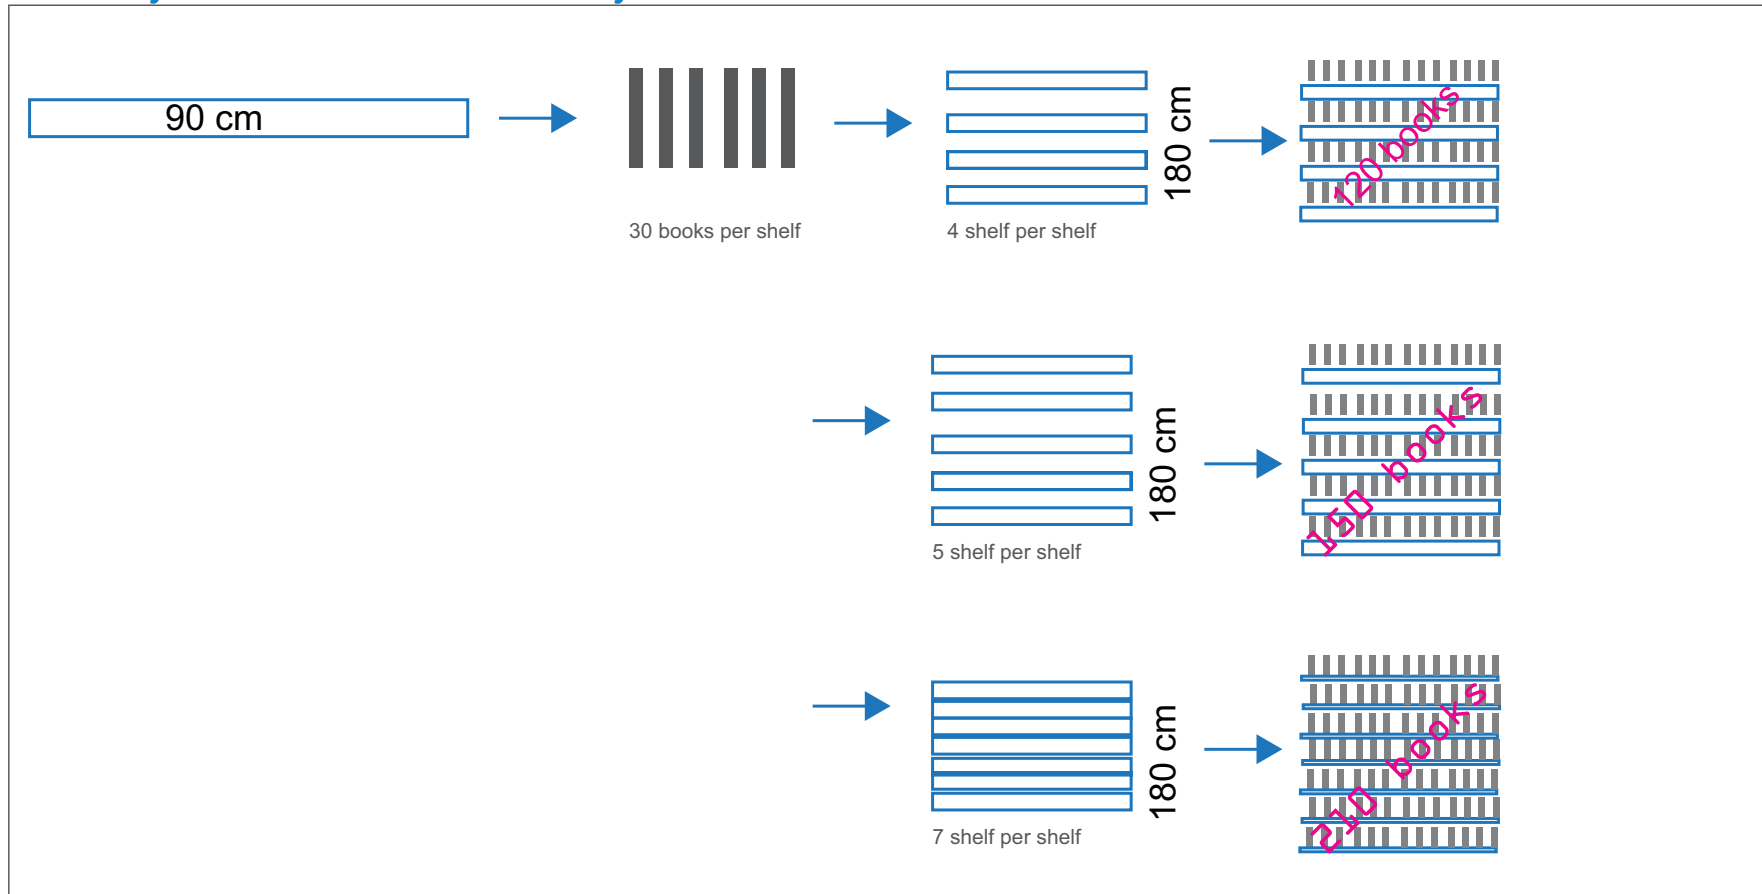 90 cm
30 books per shelf
4 shelf per shelf
180 cm
120 books
5 shelf per shelf
180 cm
150 books
7 shelf per shelf
180 cm
210 books